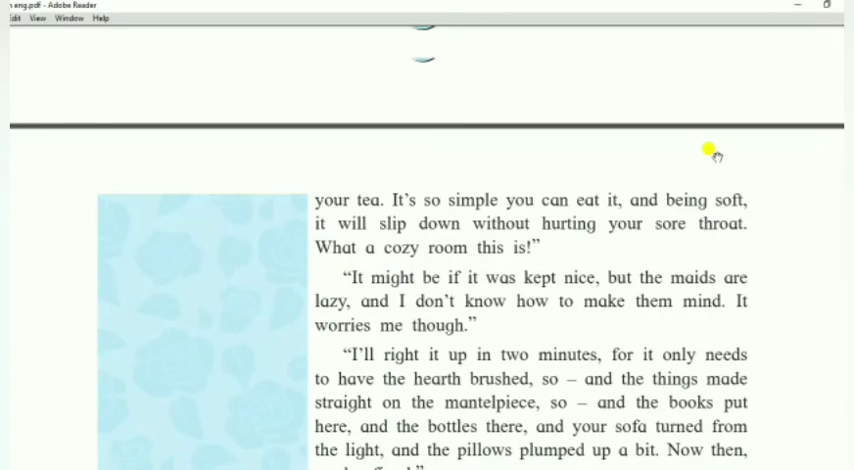 eng.pdf - Adobe Reader
Edit View Window Help
your tea. It's so simple you can eat it, and being soft,
it will slip down without hurting your sore throat.
What a cozy room this is!”
“It might be if it was kept nice, but the maids are
lazy, and I don't know how to make them mind. It
worries me though.”
“I'll right it up in two minutes, for it only needs
to have the hearth brushed, so – and the things made
straight on the mantelpiece, so – and the books put
here, and the bottles there, and your sofa turned from
the light, and the pillows plumped up a bit. Now then,